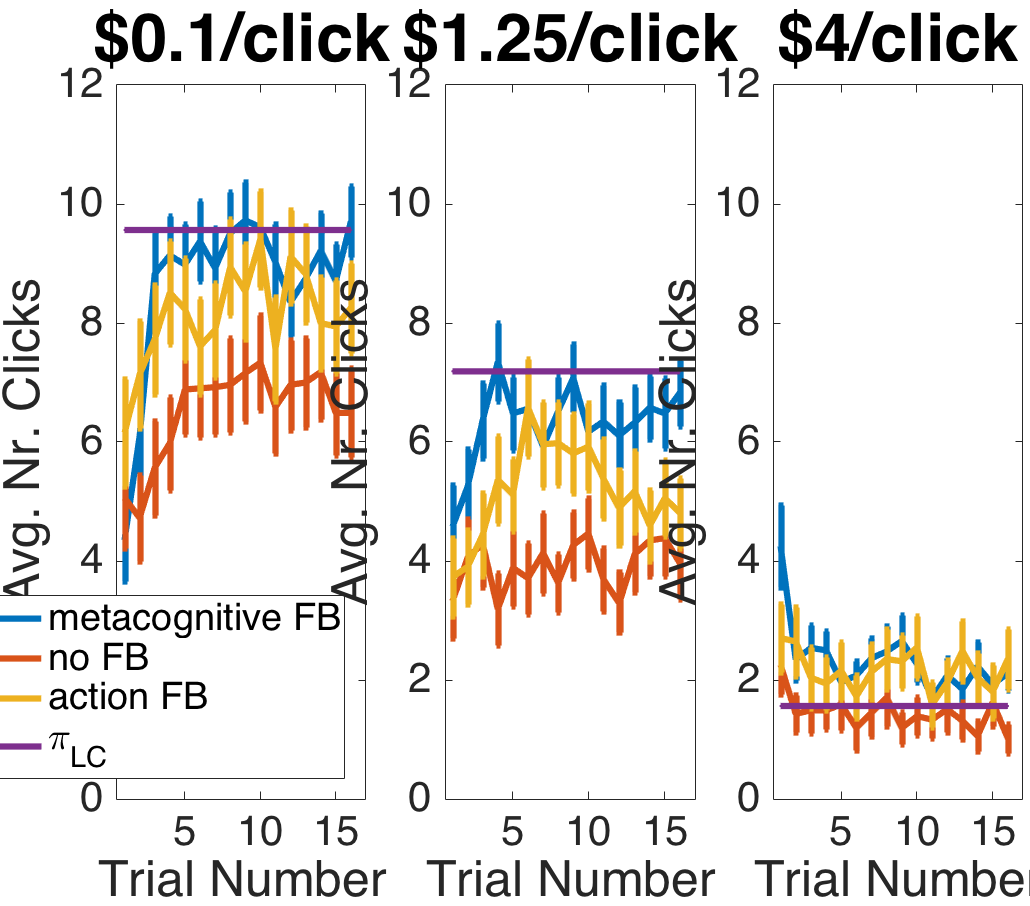 $0.1/click $1.25/click $4/click
12 12 12
10 10 10
8 8 8
6 6 6
4 4 4
2 2
0 0 0
Avg. Nr. Clicks
Avg. Nr. Clicks
Avg. Nr. Clicks
metacognitive FB
no FB
action FB
π_LC
5 10 15 5 10 15 5 10 15
Trial Number Trial Number Trial Number